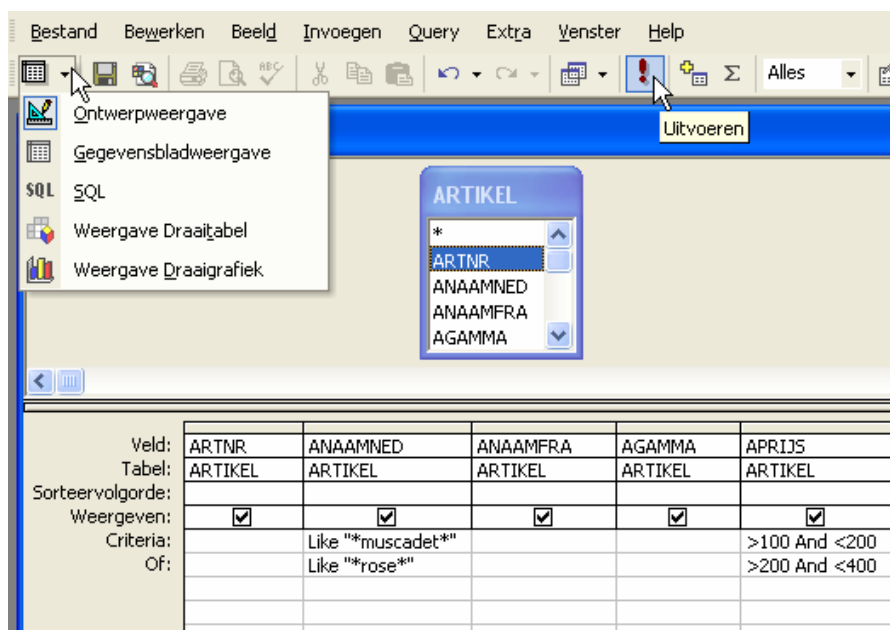 Bestand Bewerken Beeld Invoegen Query Extra Venster Help
ABC Σ Alles
Ontwerpweergave
Uitvoeren
Gegevensbladweergave
SQL SQL
Weergave Draaitabel
Weergave Draaigrafiek
ARTIKEL
*
ARTNR
ANAAMNED
ANAAMFRA
AGAMMA
Veld: ARTNR ANAAMNED ANAAMFRA AGAMMA APRIJS
Tabel: ARTIKEL ARTIKEL ARTIKEL ARTIKEL ARTIKEL
Sorteervolgorde:
Weergeven:
Criteria: Like "*muscadet*" >100 And <200
Of: Like "*rose*" >200 And <400